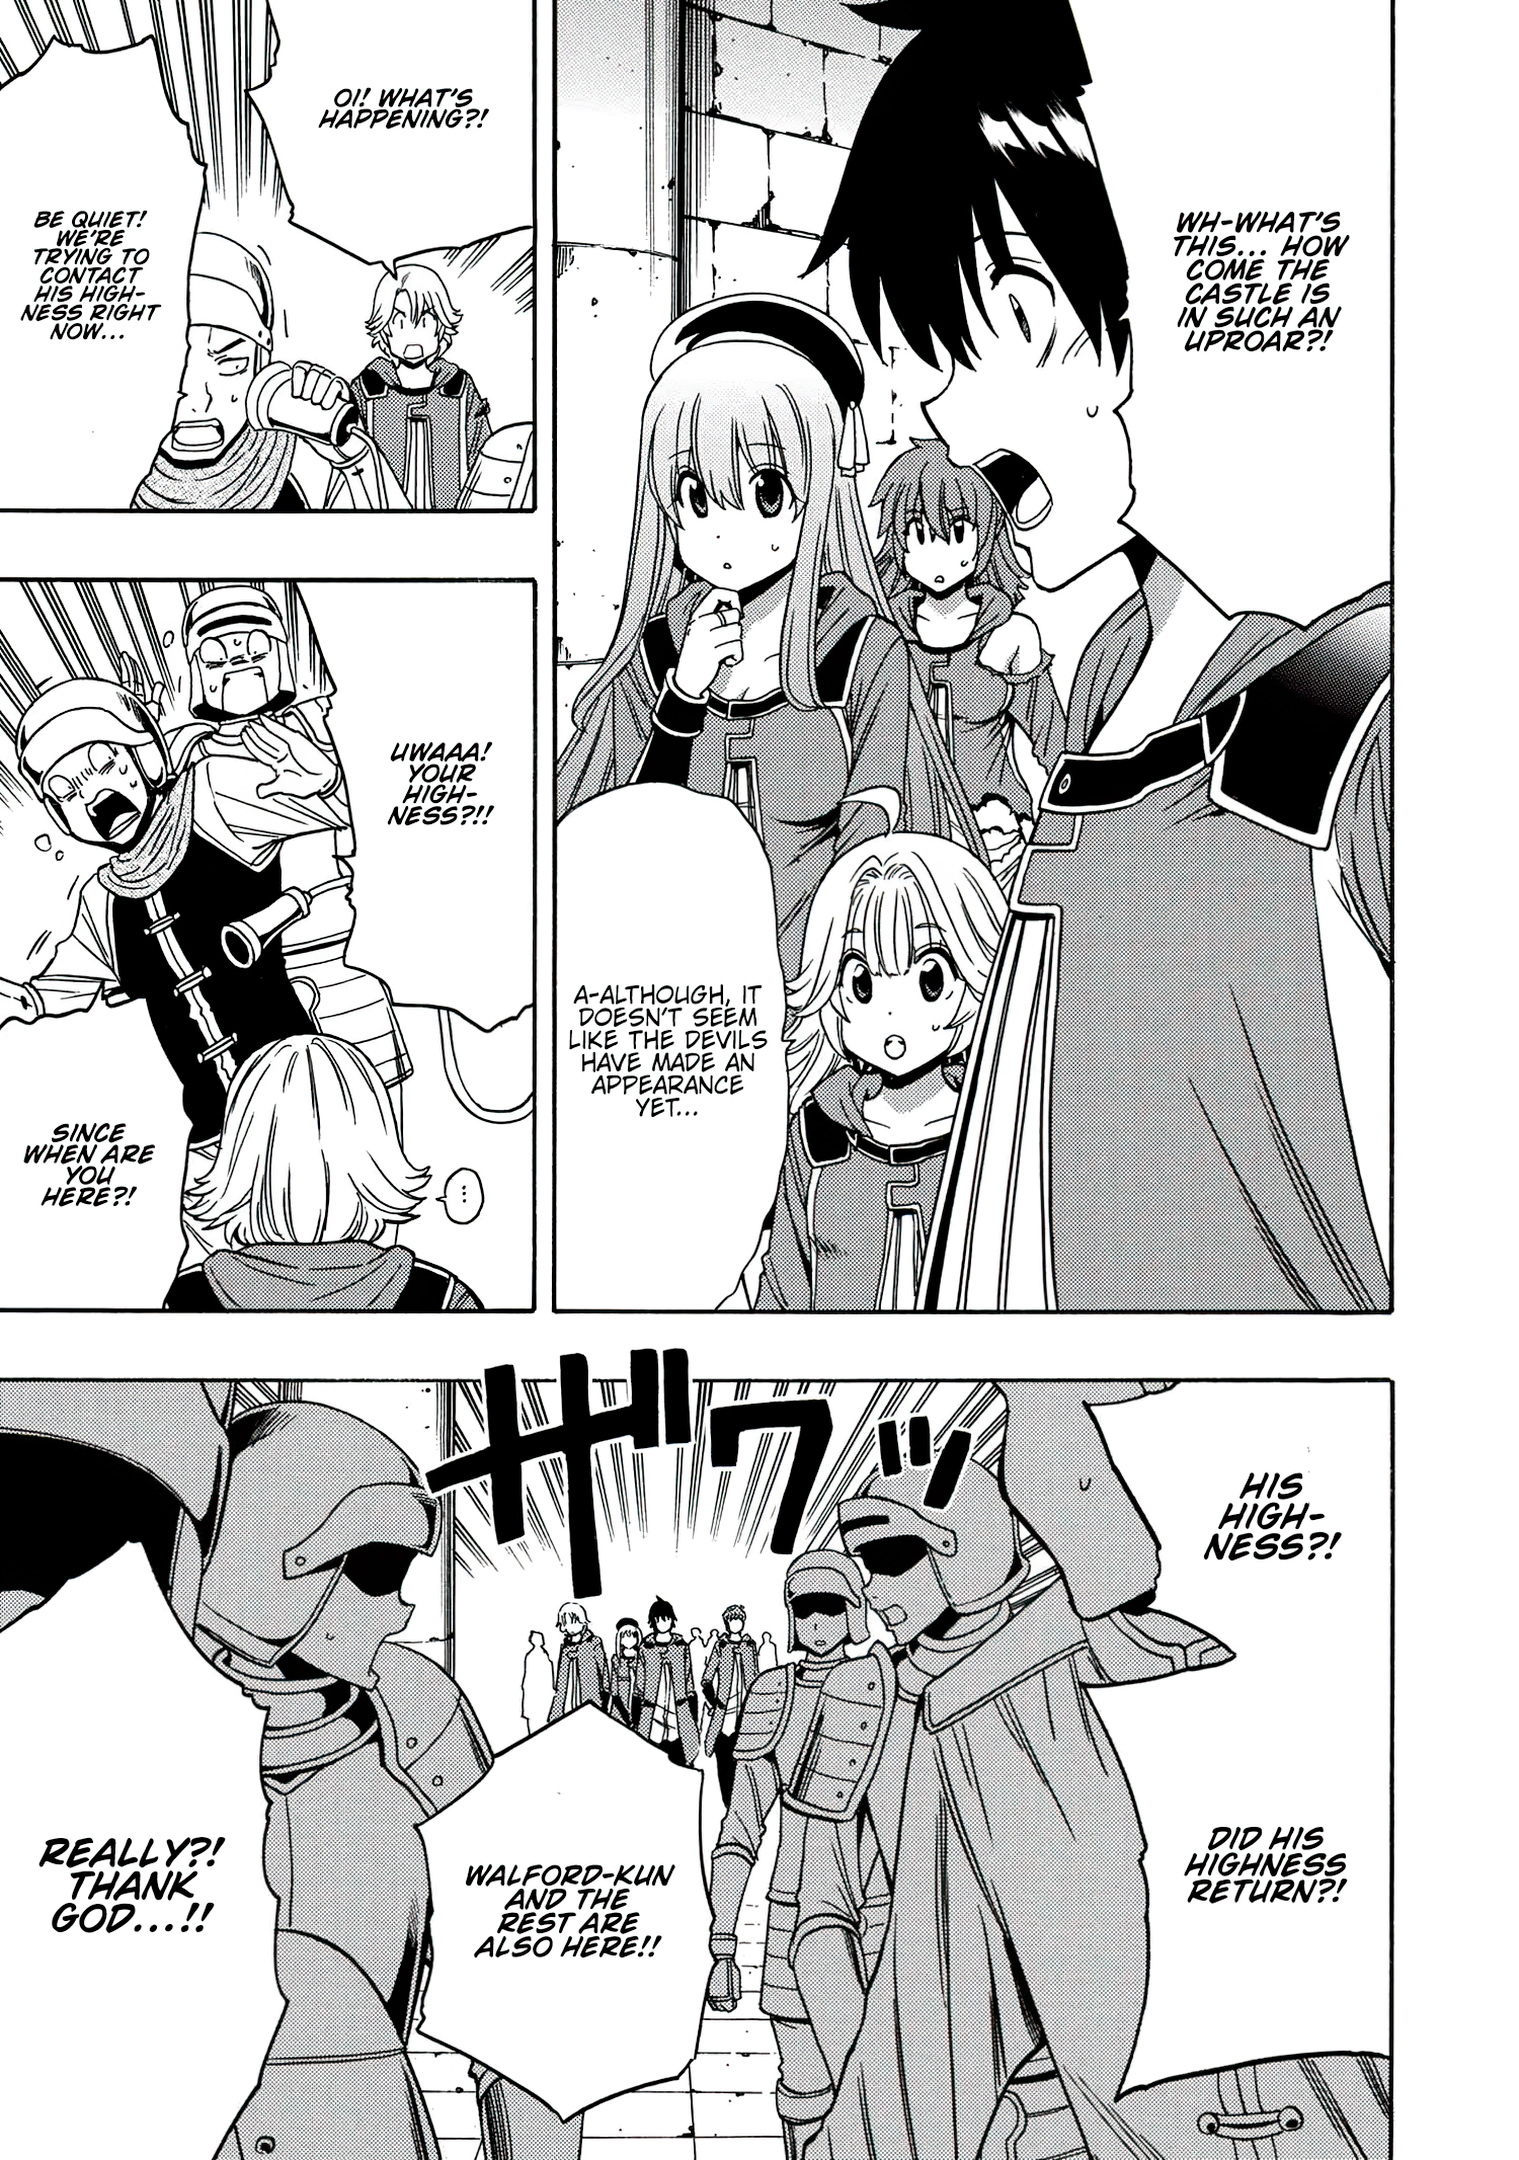 WH-WHAT'S
THIS... HOW
COME THE
CASTLE IS
IN SUCH AN
UPROAR?!
A-ALTHOUGH, IT
DOESN'T SEEM
LIKE THE DEVILS
HAVE MADE AN
APPEARANCE
YET...
OI! WHAT'S
HAPPENING?!
BE QUIET!
WE'RE
TRYING TO
CONTACT
HIS HIGH-
NESS RIGHT
NOW...
UWAAA!
YOUR
HIGH-
NESS?!!
SINCE
WHEN ARE
YOU
HERE?!
...
ザワッ
HIS
HIGH-
NESS?!
DID HIS
HIGHNESS
RETURN?!
WALFORD-KUN
AND THE
REST ARE
ALSO HERE!!
REALLY?!
THANK
GOD...!!